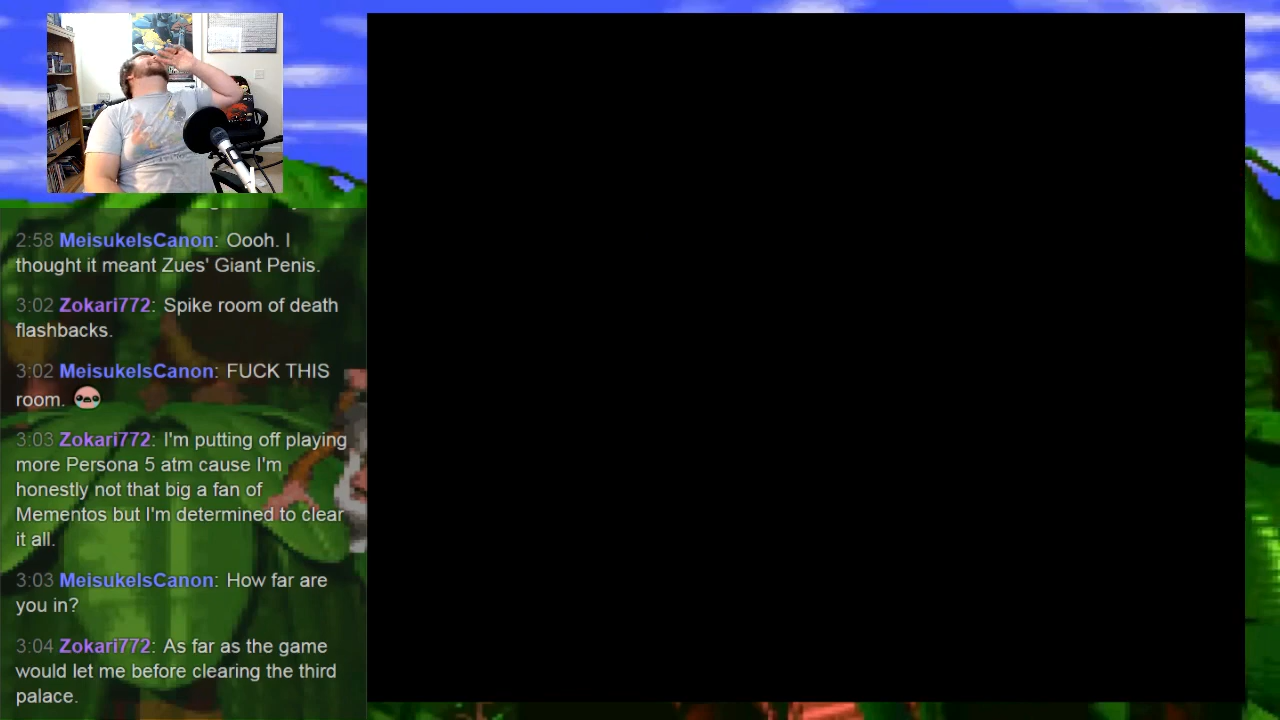 2:58 MeisukeIsCanon: Oooh. I
thought it meant Zues' Giant Penis.
3:02 Zokari772: Spike room of death
flashbacks.
3:02 MeisukeIsCanon: FUCK THIS
room.
3:03 Zokari772: I'm putting off playing
more Persona 5 atm cause I'm
honestly not that big a fan of
Mementos but I'm determined to clear
it all.
3:03 MeisukeIsCanon: How far are
you in?
3:04 Zokari772: As far as the game
would let me before clearing the third
palace.